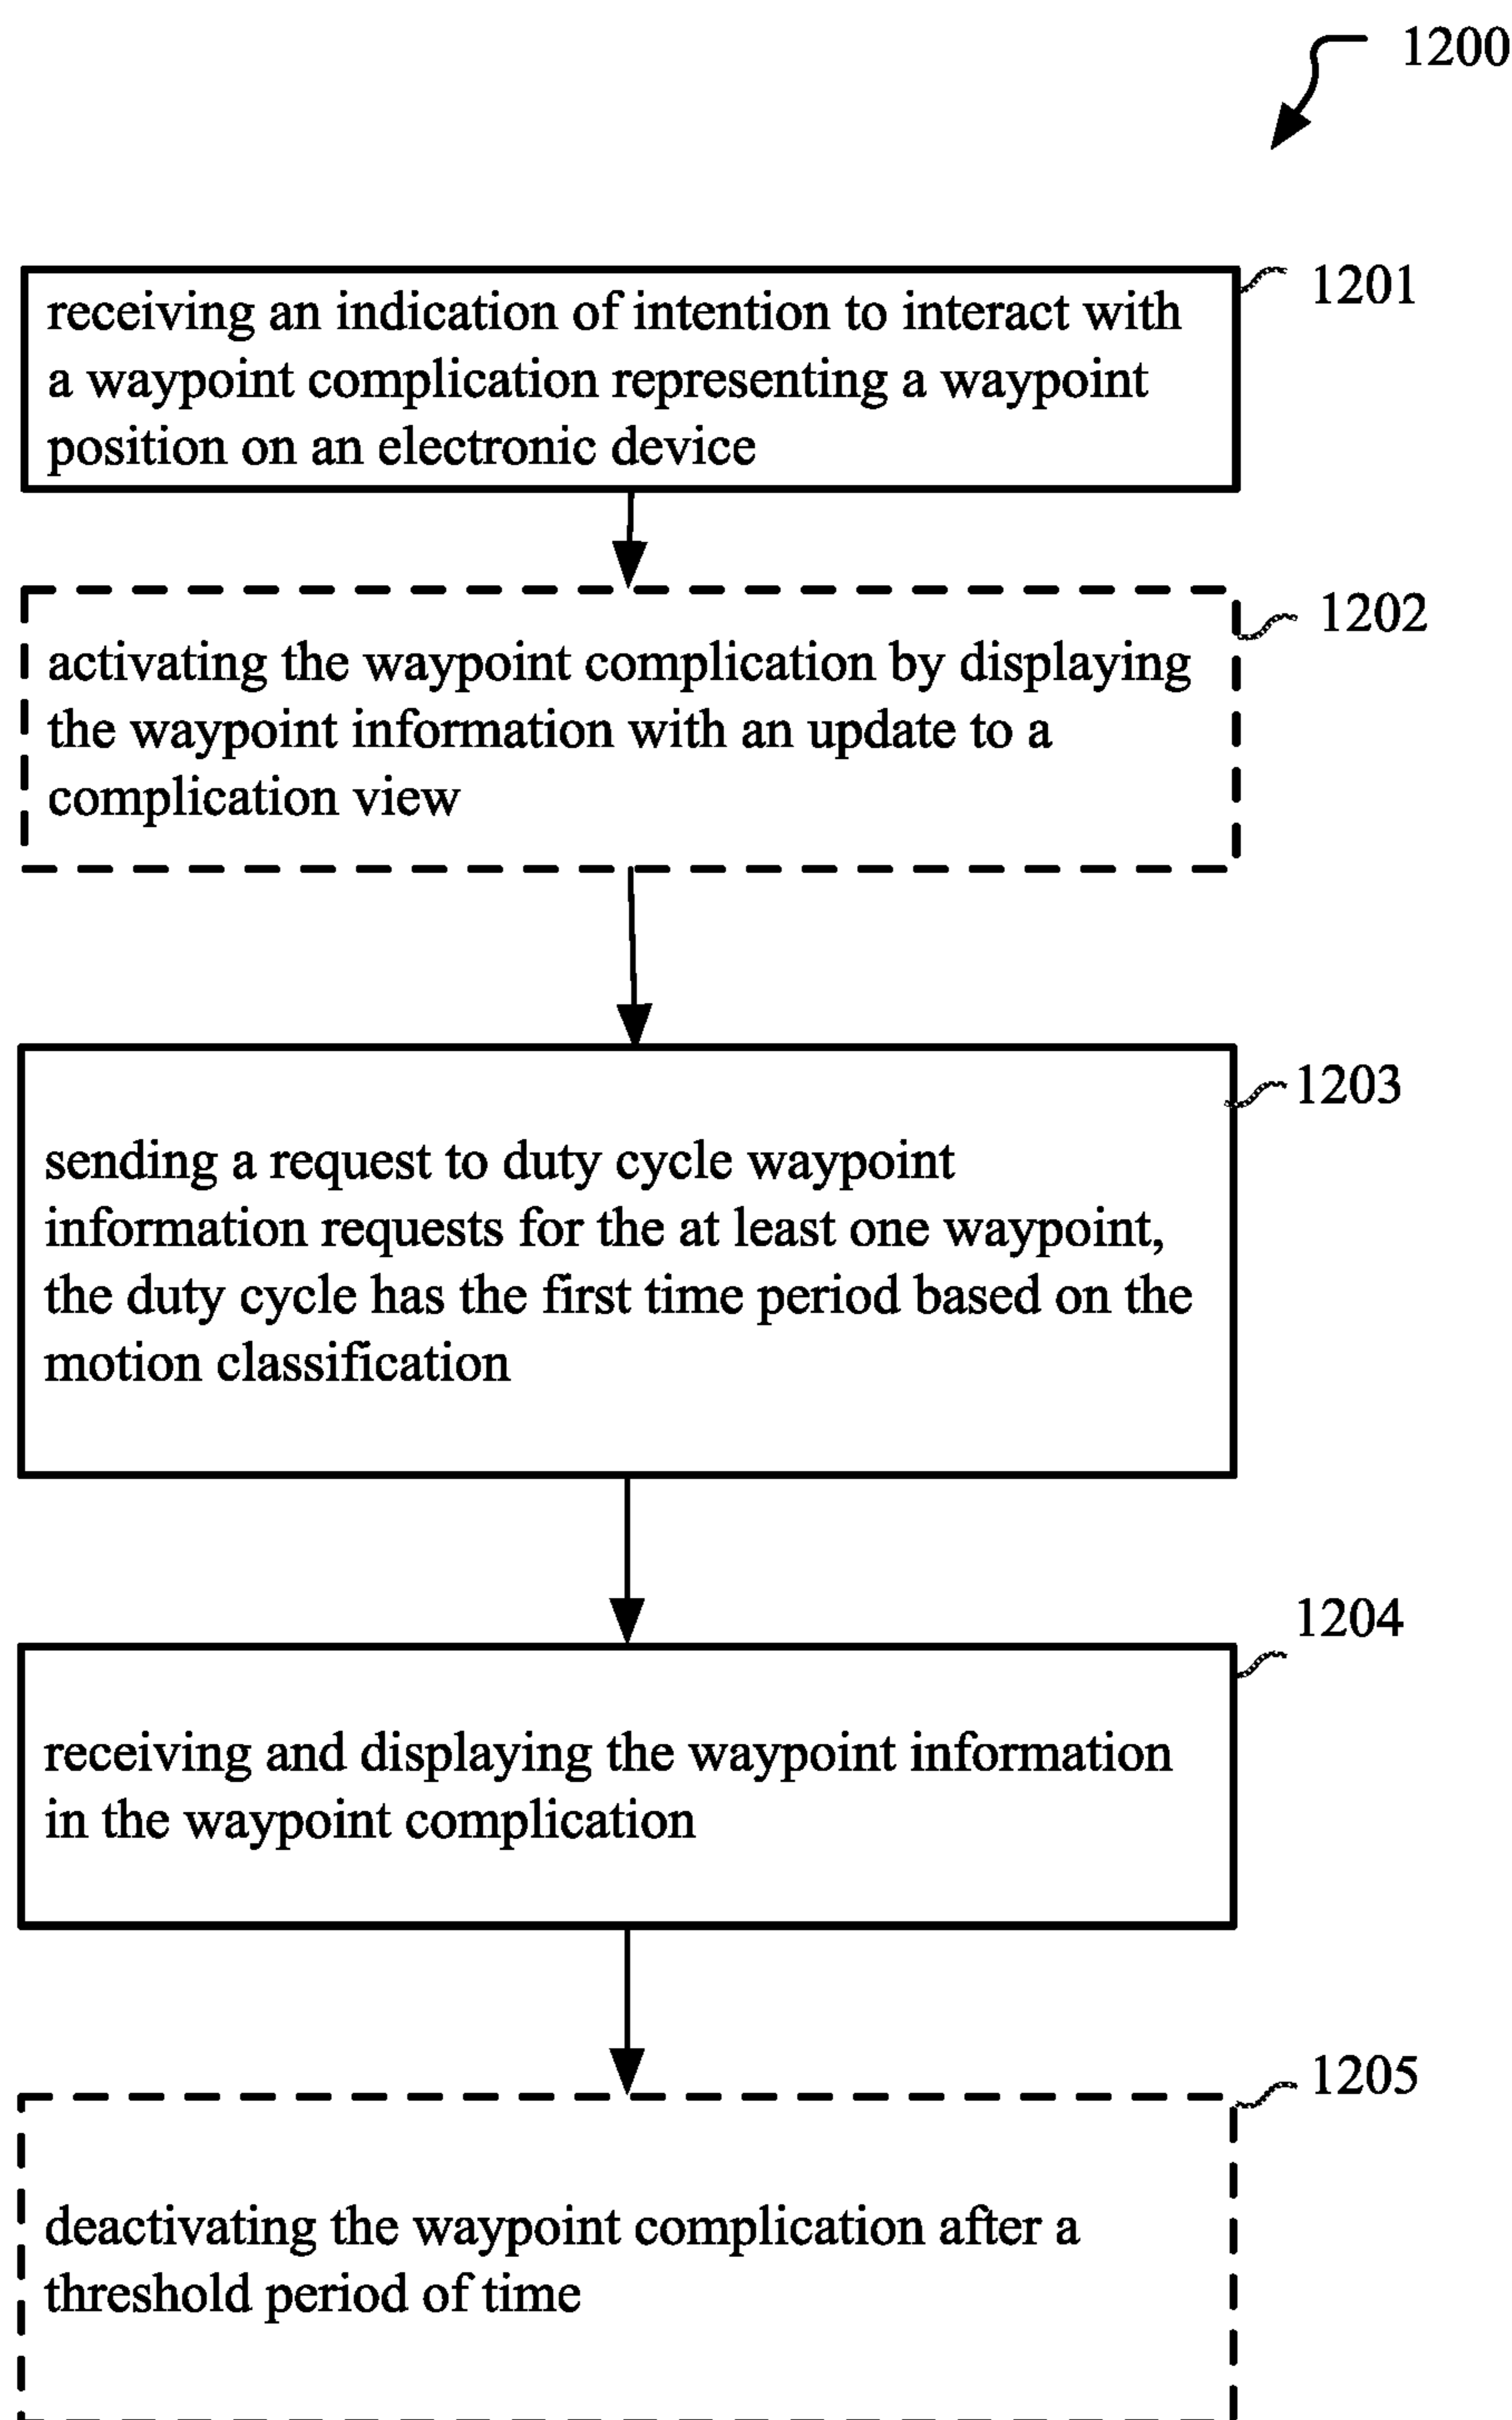 1200
1201
receiving an indication of intention to interact with
a waypoint complication representing a waypoint
position on an electronic device
1202
activating the waypoint complication by displaying
the waypoint information with an update to a
complication view
1203
sending a request to duty cycle waypoint
information requests for the at least one waypoint,
the duty cycle has the first time period based on the
motion classification
1204
receiving and displaying the waypoint information
in the waypoint complication
1205
deactivating the waypoint complication after a
threshold period of time